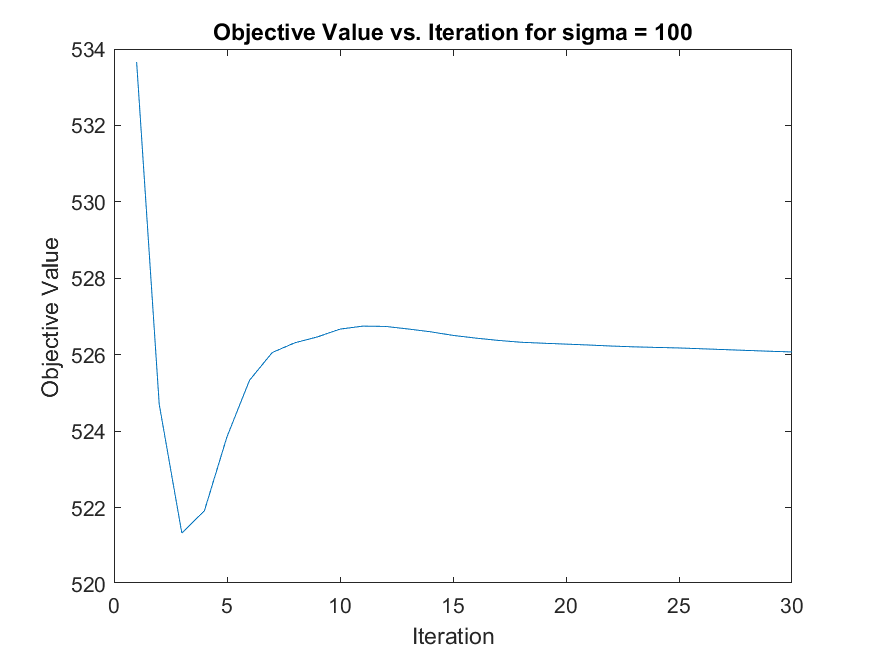 Objective Value vs. Iteration for sigma = 100
534
532
530
528
526
524
522
520
Objective Value
0 5 10 15 20 25 30
Iteration